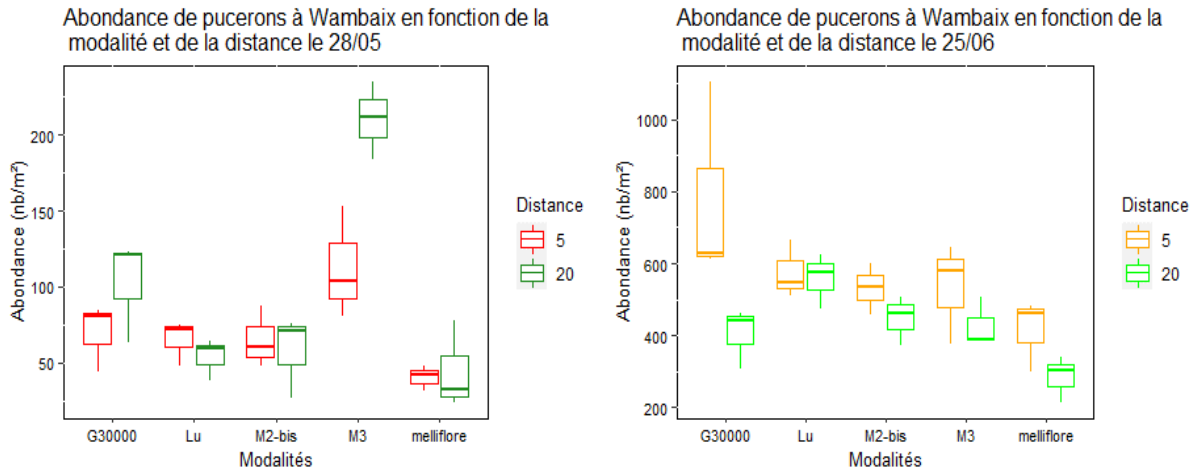 Abondance de pucerons à Wambaix en fonction de la
modalité et de la distance le 28/05
Abondance (nb/m²)
200
150
100
50
G30000 Lu M2-bis M3 melliflore
Modalités
Distance
5
20
Abondance de pucerons à Wambaix en fonction de la
modalité et de la distance le 25/06
Abondance (nb/m²)
1000
800
600
400
200
G30000 Lu M2-bis M3 melliflore
Modalités
Distance
5
20